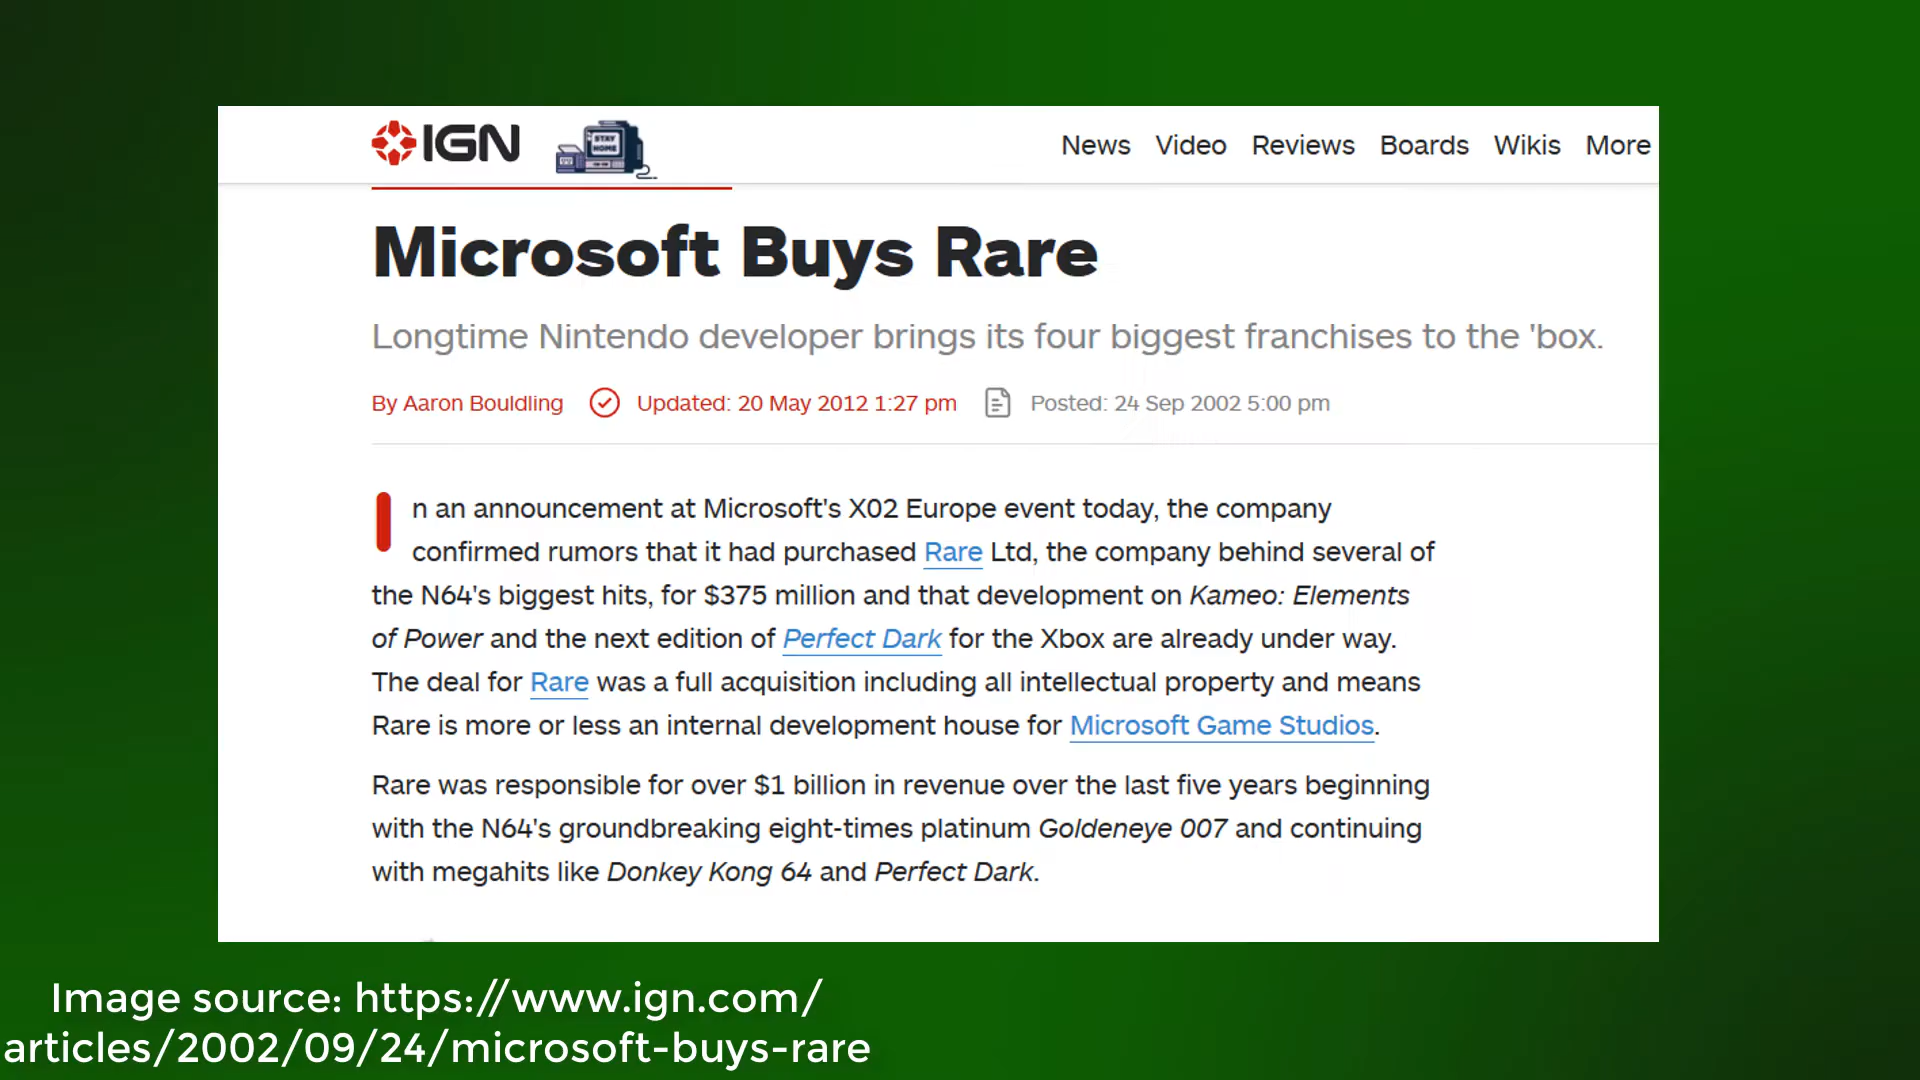 IGN
STAY
HOME
News Video Reviews Boards Wikis More
Microsoft Buys Rare
Longtime Nintendo developer brings its four biggest franchises to the 'box.
By Aaron Bouldling Updated: 20 May 2012 1:27 pm Posted: 24 Sep 2002 5:00 pm
In an announcement at Microsoft's X02 Europe event today, the company
confirmed rumors that it had purchased Rare Ltd, the company behind several of
the N64's biggest hits, for $375 million and that development on Kameo: Elements
of Power and the next edition of Perfect Dark for the Xbox are already under way.
The deal for Rare was a full acquisition including all intellectual property and means
Rare is more or less an internal development house for Microsoft Game Studios.
Rare was responsible for over $1 billion in revenue over the last five years beginning
with the N64's groundbreaking eight-times platinum Goldeneye 007 and continuing
with megahits like Donkey Kong 64 and Perfect Dark.
Image source: https://www.ign.com/
articles/2002/09/24/microsoft-buys-rare